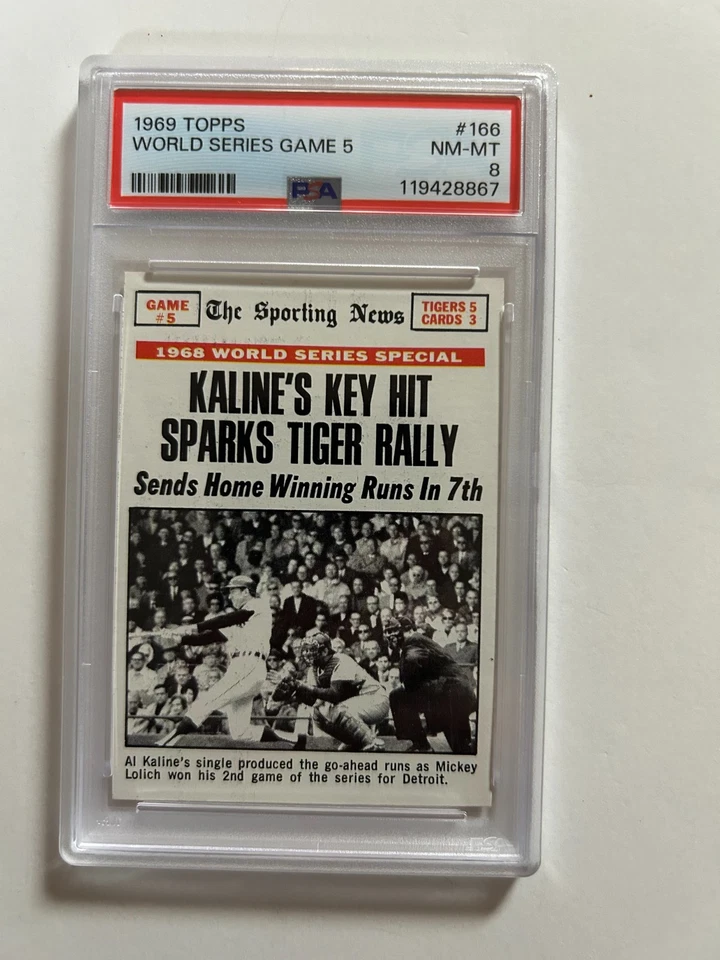 1969 TOPPS #166
WORLD SERIES GAME 5 NM-MT
8
PSA 119428867
GAME #5
The Sporting News
TIGERS 5
CARDS 3
1968 WORLD SERIES SPECIAL
KALINE'S KEY HIT
SPARKS TIGER RALLY
Sends Home Winning Runs In 7th
Al Kaline's single produced the go-ahead runs as Mickey
Lolich won his 2nd game of the series for Detroit.